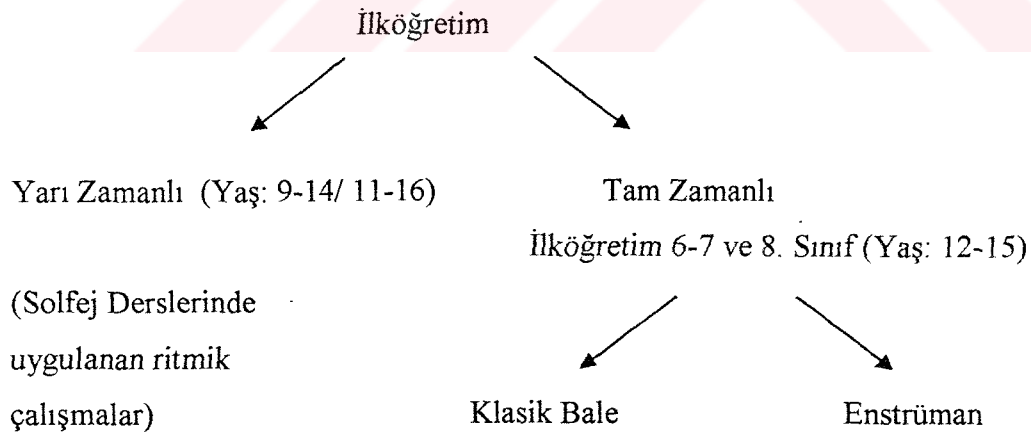 İlköğretim
Yarı Zamanlı (Yaş: 9-14/ 11-16)
Tam Zamanlı
İlköğretim 6-7 ve 8. Sınıf (Yaş: 12-15)
(Solfej Derslerinde
uygulanan ritmik
çalışmalar)
Klasik Bale
Enstrüman